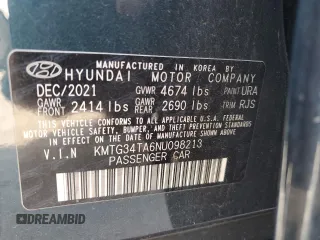 MANUFACTURED IN KOREA BY
HYUNDAI MOTOR COMPANY
DEC/2021 GVWR 4674 lbs PAINT URA
GAWR FRONT 2414 lbs GAWR REAR 2690 lbs TRIM RJS
THIS VEHICLE CONFORMS TO ALL APPLICABLE U.S. FEDERAL
MOTOR VEHICLE SAFETY, BUMPER, AND THEFT PREVENTION
STANDARDS IN EFFECT ON THE DATE OF MANUFACTURE SHOWN
ABOVE.
V.I.N KMTG34TA6NU098213
PASSENGER CAR
DREAMBID